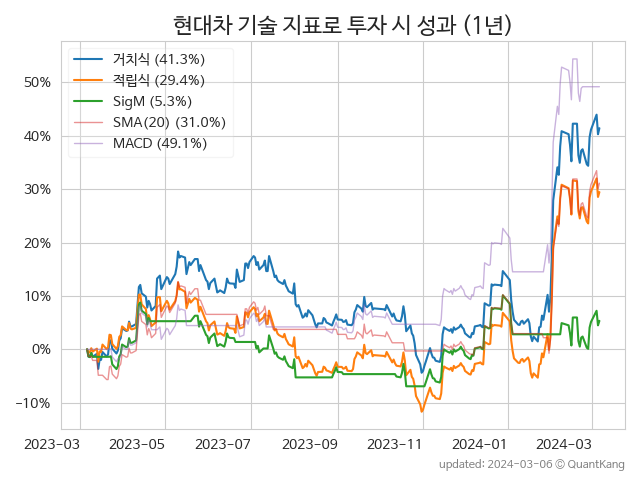 현대차 기술 지표로 투자 시 성과 (1년)
거치식 (41.3%)
적립식 (29.4%)
SigM (5.3%)
SMA(20) (31.0%)
MACD (49.1%)
50%
40%
30%
20%
10%
0%
−10%
2023−03 2023−05 2023−07 2023−09 2023−11 2024−01 2024−03
updated: 2024-03-06 ⓒ QuantKang